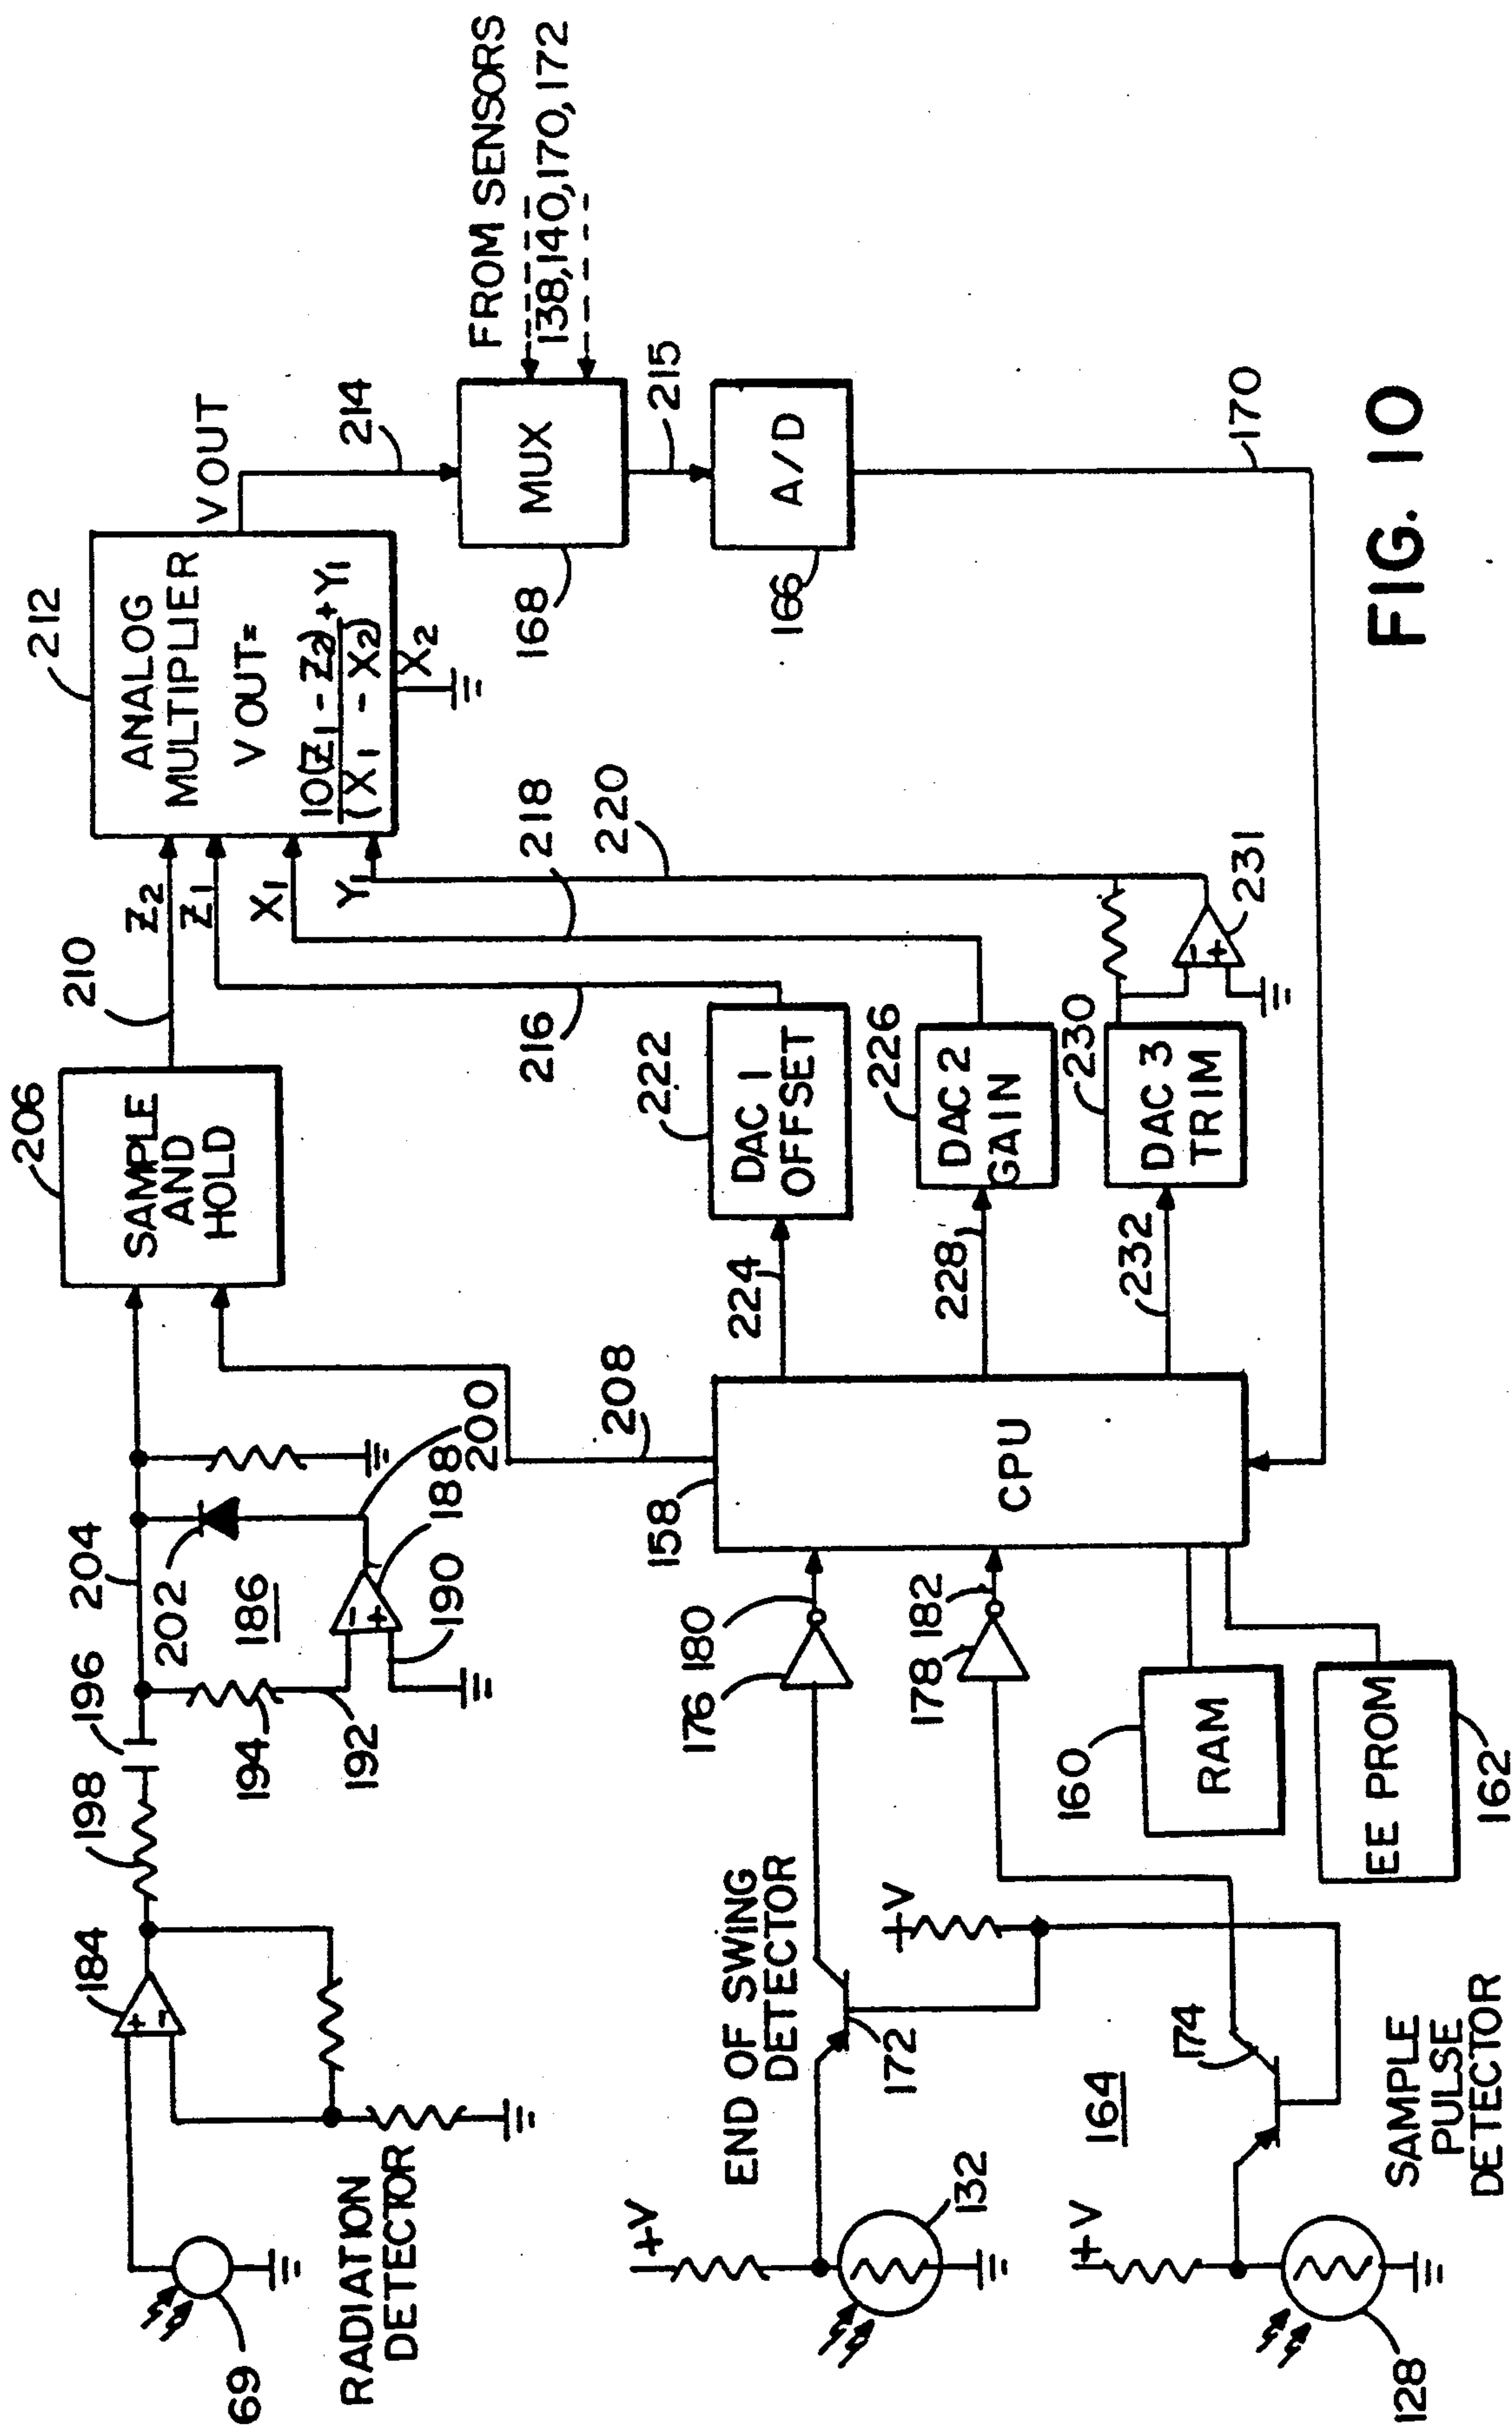 69
RADIATION
DETECTOR
184
+
-
198
196
204
194
192
202
186
-
+
188
190
200
206
SAMPLE
AND
HOLD
210
208
Z2
Z1
X1
Y1
212
ANALOG
MULTIPLIER
V OUT=
10(Z1 - Z2) + Y1
(X1 - X2)
X2
V OUT
214
MUX
168
FROM SENSORS
138,140,170,172
215
A/D
166
170
216
218
220
222
DAC 1
OFFSET
224
226
DAC 2
GAIN
228
230
DAC 3
TRIM
232
-
+
231
158
CPU
176
180
178
182
160
RAM
EE PROM
162
END OF SWING
DETECTOR
+V
172
+V
132
164
174
+V
128
SAMPLE
PULSE
DETECTOR
FIG. 10